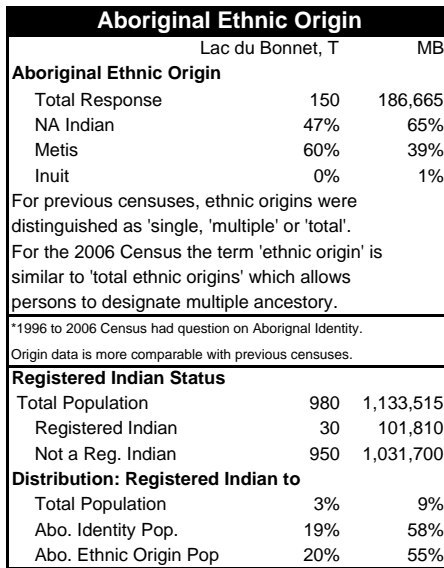 Aboriginal Ethnic Origin
Lac du Bonnet, T MB
Aboriginal Ethnic Origin
Total Response 150 186,665
NA Indian 47% 65%
Metis 60% 39%
Inuit 0% 1%
For previous censuses, ethnic origins were
distinguished as 'single, 'multiple' or 'total'.
For the 2006 Census the term 'ethnic origin' is
similar to 'total ethnic origins' which allows
persons to designate multiple ancestory.
*1996 to 2006 Census had question on Aborignal Identity.
Origin data is more comparable with previous censuses.
Registered Indian Status
Total Population 980 1,133,515
Registered Indian 30 101,810
Not a Reg. Indian 950 1,031,700
Distribution: Registered Indian to
Total Population 3% 9%
Abo. Identity Pop. 19% 58%
Abo. Ethnic Origin Pop 20% 55%